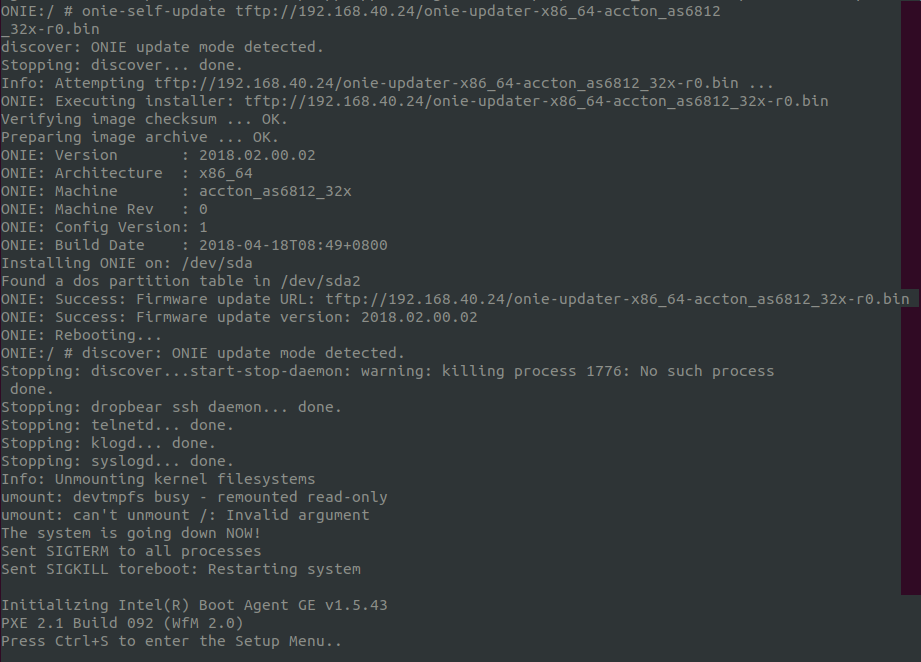 ONIE:/ # onie-self-update tftp://192.168.40.24/onie-updater-x86_64-accton_as6812
_32x-r0.bin
discover: ONIE update mode detected.
Stopping: discover... done.
Info: Attempting tftp://192.168.40.24/onie-updater-x86_64-accton_as6812_32x-r0.bin ...
ONIE: Executing installer: tftp://192.168.40.24/onie-updater-x86_64-accton_as6812_32x-r0.bin
Verifying image checksum ... OK.
Preparing image archive ... OK.
ONIE: Version       : 2018.02.00.02
ONIE: Architecture  : x86_64
ONIE: Machine       : accton_as6812_32x
ONIE: Machine Rev   : 0
ONIE: Config Version: 1
ONIE: Build Date    : 2018-04-18T08:49+0800
Installing ONIE on: /dev/sda
Found a dos partition table in /dev/sda2
ONIE: Success: Firmware update URL: tftp://192.168.40.24/onie-updater-x86_64-accton_as6812_32x-r0.bin
ONIE: Success: Firmware update version: 2018.02.00.02
ONIE: Rebooting...
ONIE:/ # discover: ONIE update mode detected.
Stopping: discover...start-stop-daemon: warning: killing process 1776: No such process
 done.
Stopping: dropbear ssh daemon... done.
Stopping: telnetd... done.
Stopping: klogd... done.
Stopping: syslogd... done.
Info: Unmounting kernel filesystems
umount: devtmpfs busy - remounted read-only
umount: can't unmount /: Invalid argument
The system is going down NOW!
Sent SIGTERM to all processes
Sent SIGKILL toreboot: Restarting system
Initializing Intel(R) Boot Agent GE v1.5.43
PXE 2.1 Build 092 (WfM 2.0)
Press Ctrl+S to enter the Setup Menu..